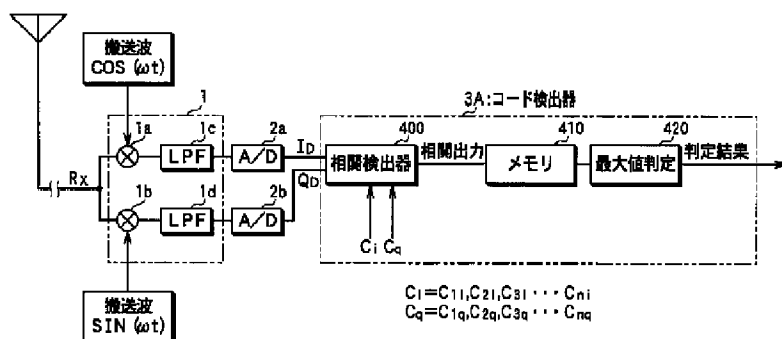 搬送波
COS (ωt)
1
3A:コード検出器
1a
1c
2a
400
410
420
LPF
A/D
ID
相関検出器
相関出力
メモリ
最大値判定
判定結果
Rx
1b
1d
2b
QD
LPF
A/D
Ci Cq
搬送波
SIN (ωt)
Ci=C1i,C2i,C3i・・・Cni
Cq=C1q,C2q,C3q・・・Cnq